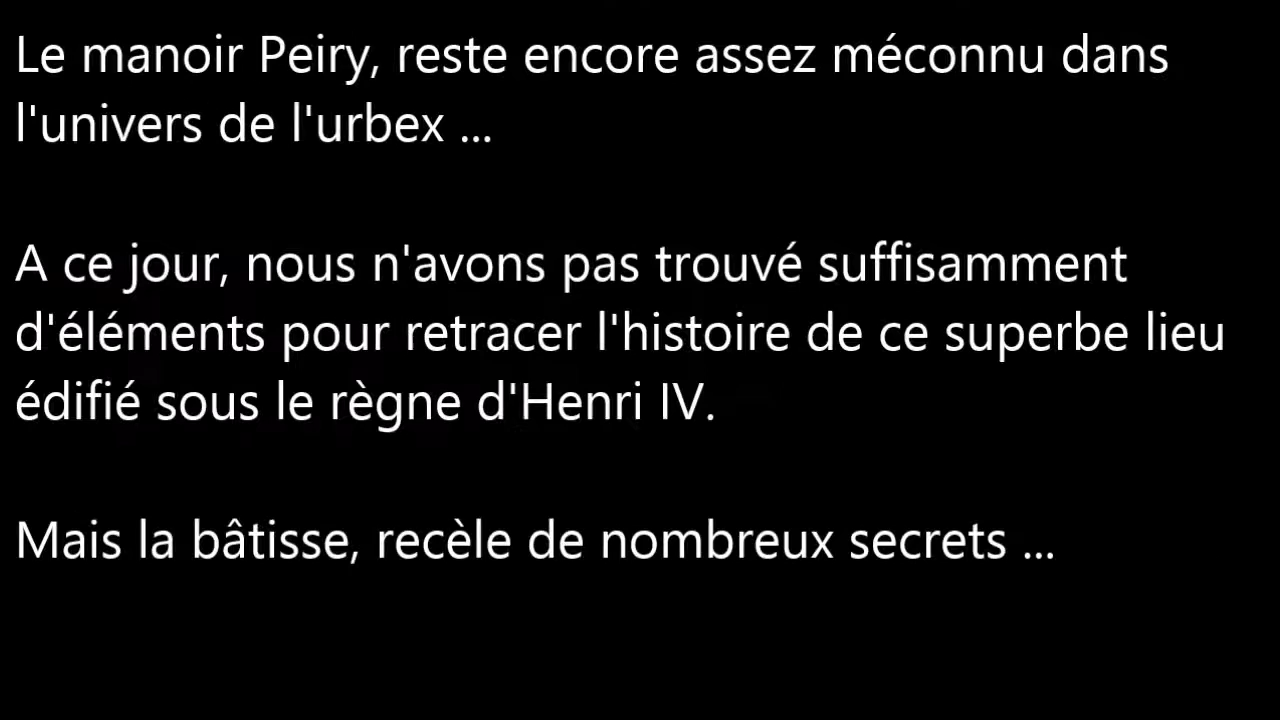 Le manoir Peiry, reste encore assez méconnu dans
l'univers de l'urbex ...
A ce jour, nous n'avons pas trouvé suffisamment
d'éléments pour retracer l'histoire de ce superbe lieu
édifié sous le règne d'Henri IV.
Mais la bâtisse, recèle de nombreux secrets ...